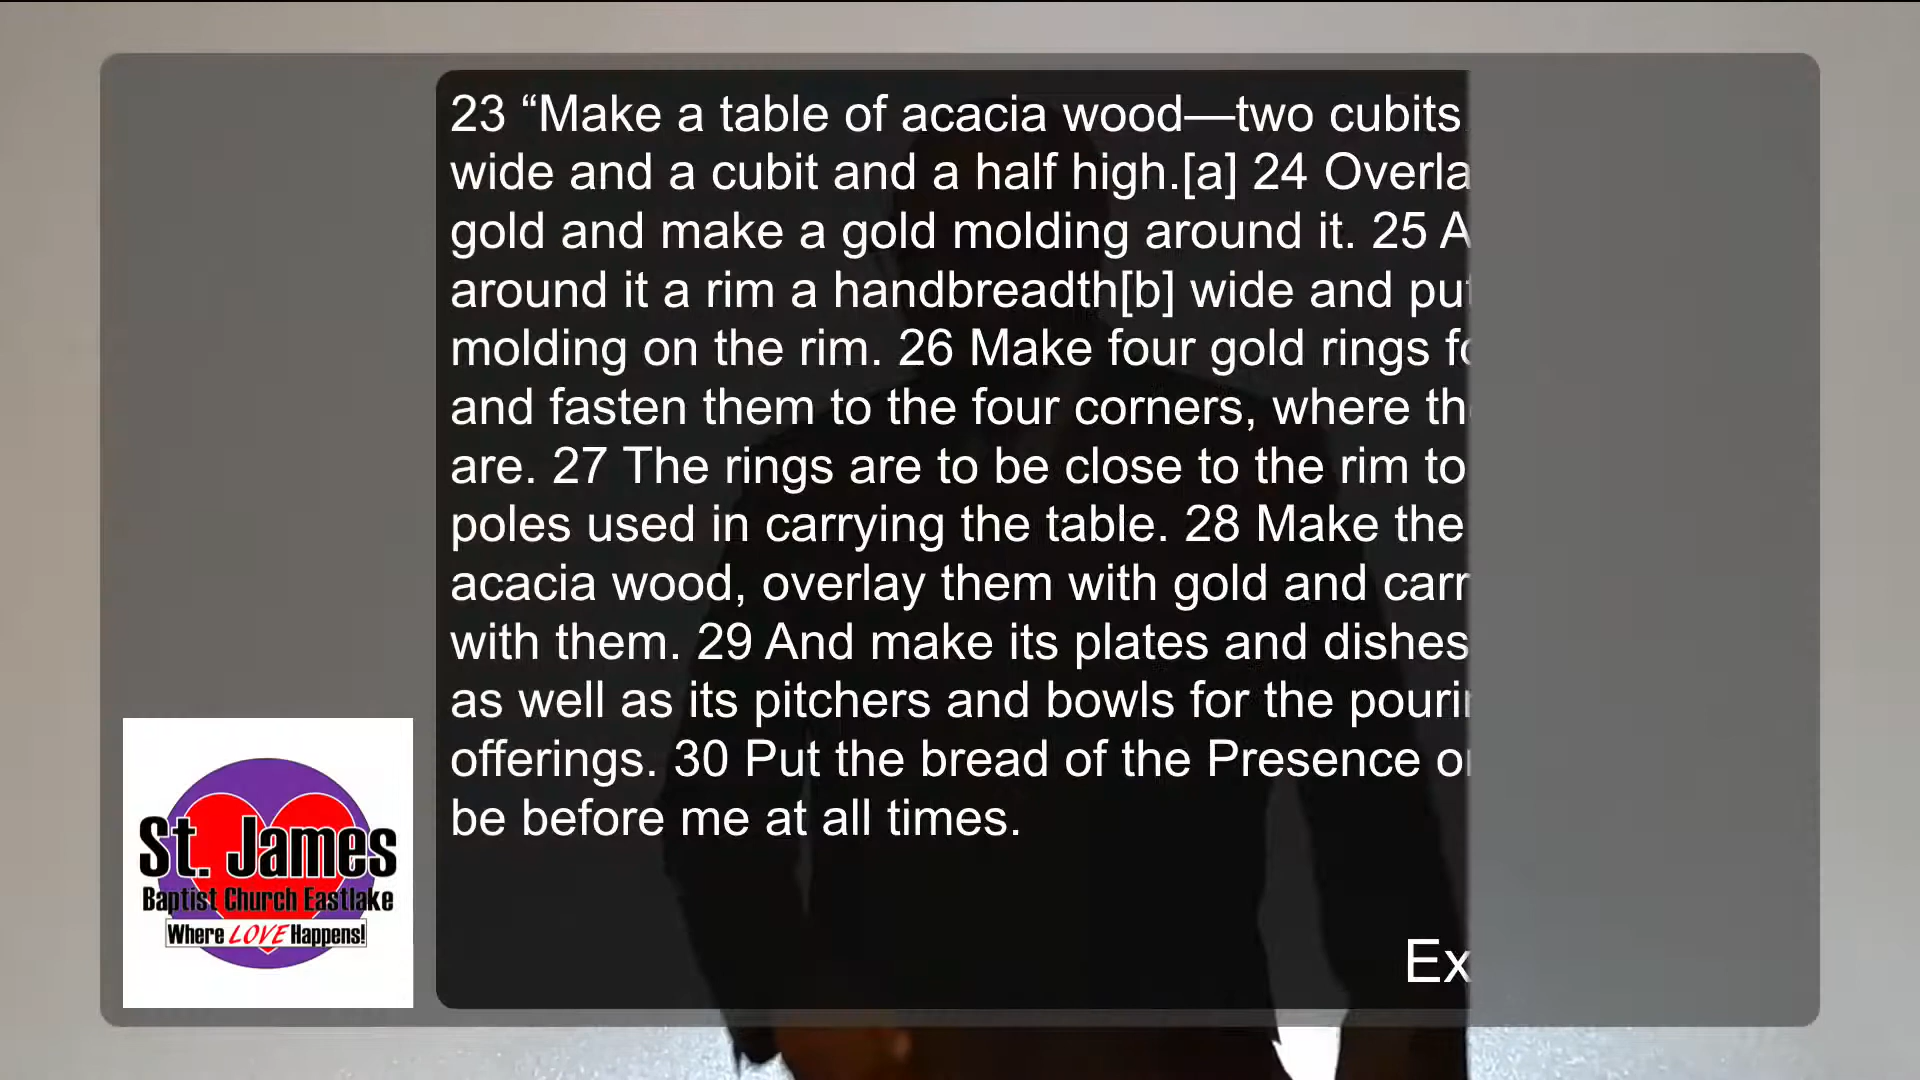 23 “Make a table of acacia wood—two cubits
wide and a cubit and a half high.[a] 24 Overla
gold and make a gold molding around it. 25 A
around it a rim a handbreadth[b] wide and put
molding on the rim. 26 Make four gold rings fo
and fasten them to the four corners, where the
are. 27 The rings are to be close to the rim to
poles used in carrying the table. 28 Make the
acacia wood, overlay them with gold and carr
with them. 29 And make its plates and dishes
as well as its pitchers and bowls for the pourin
offerings. 30 Put the bread of the Presence on
be before me at all times.
Ex
St. James
Baptist Church Eastlake
Where LOVE Happens!